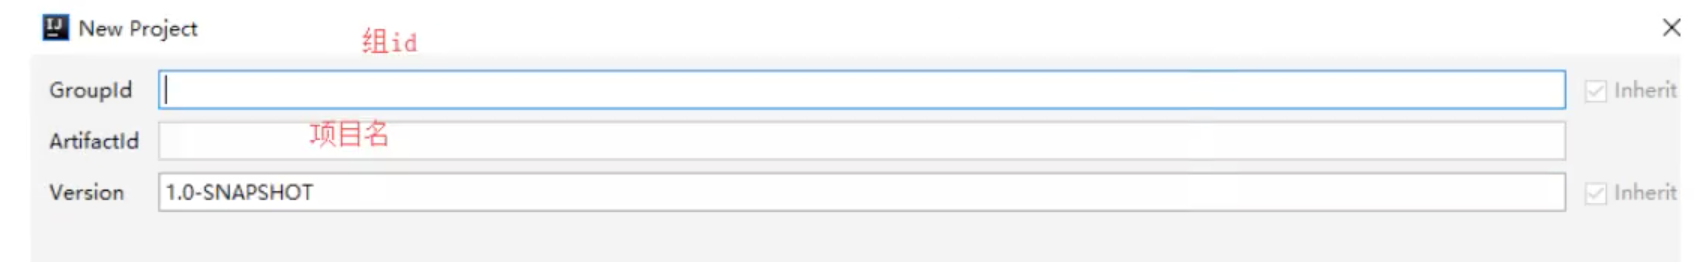 New Project
组id
GroupId
Inherit
项目名
ArtifactId
Version 1.0-SNAPSHOT
Inherit